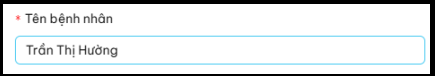 * Tên bệnh nhân
Trần Thị Hường